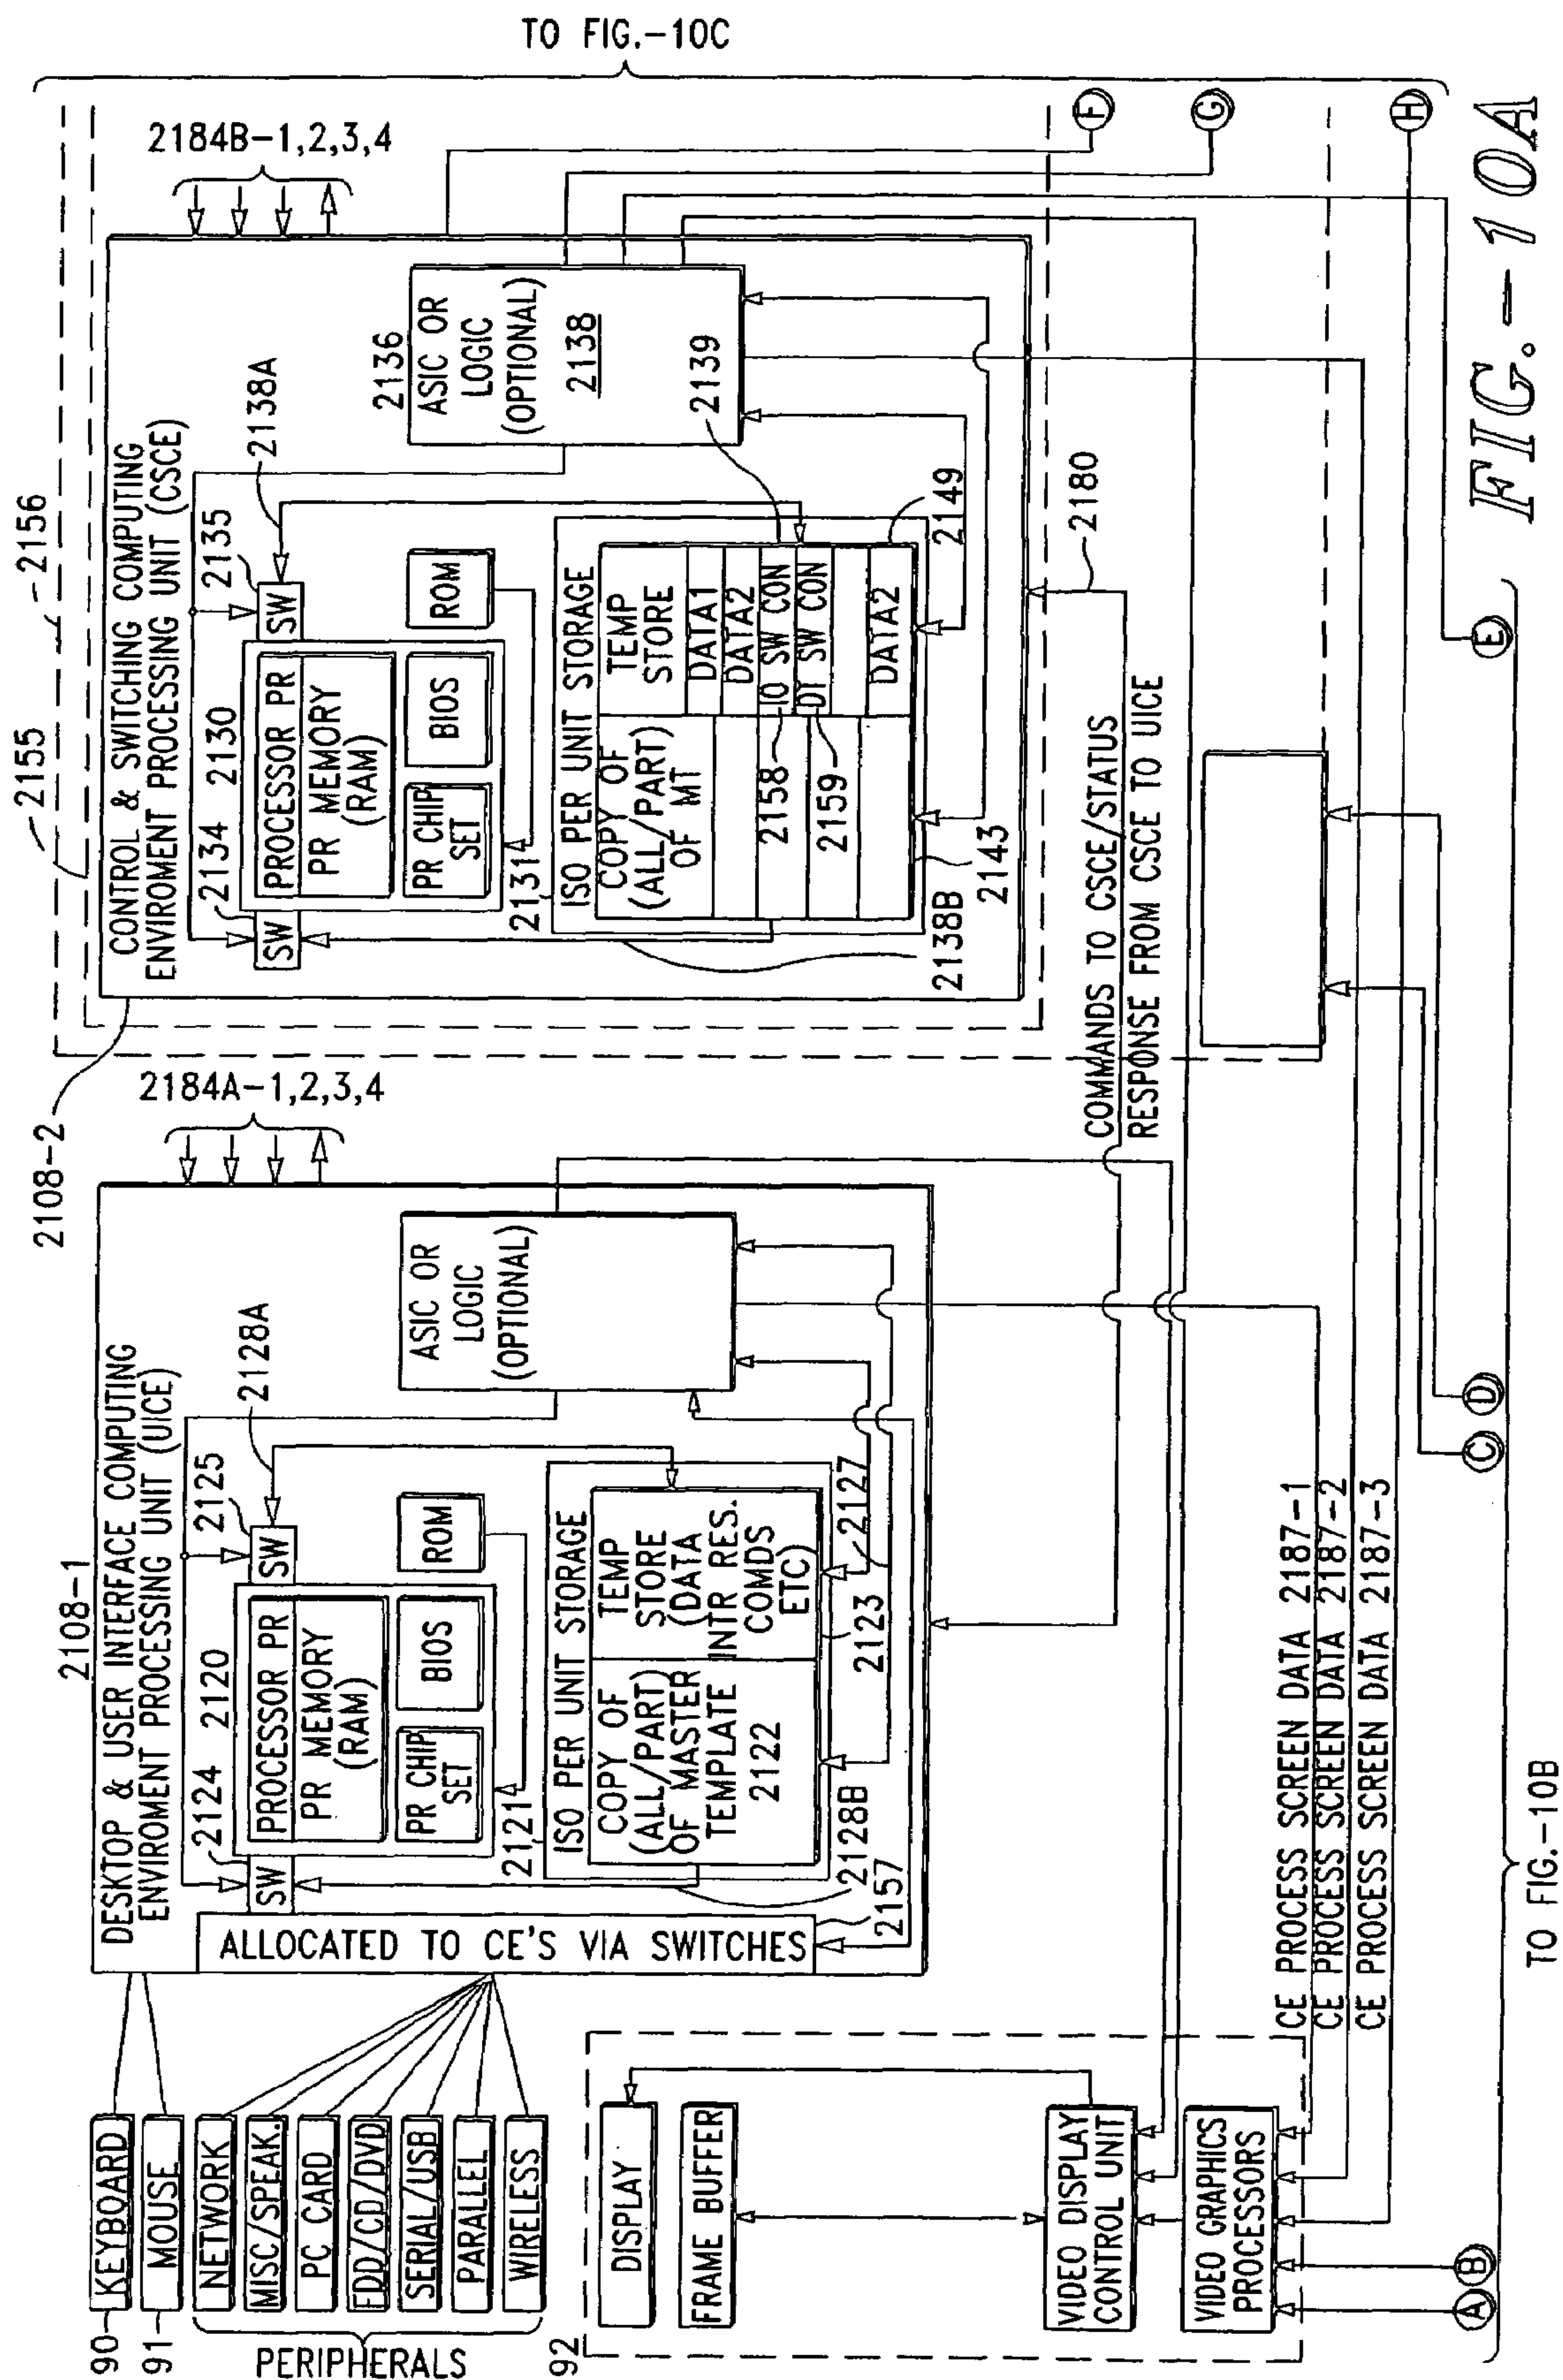 TO FIG.-10C
90
KEYBOARD
91
MOUSE
NETWORK
MISC/SPEAK.
PC CARD
FDD/CD/DVD
SERIAL/USB
PARALLEL
WIRELESS
PERIPHERALS
92
DISPLAY
FRAME BUFFER
VIDEO DISPLAY
CONTROL UNIT
VIDEO GRAPHICS
PROCESSORS
A
B
2108-1
DESKTOP & USER INTERFACE COMPUTING
ENVIROMENT PROCESSING UNIT (UICE)
2124
2120
2125
2128A
SW
PROCESSOR PR
PR MEMORY
(RAM)
SW
PR CHIP
SET
BIOS
ROM
2121
ISO PER UNIT STORAGE
COPY OF
(ALL/PART)
OF MASTER
TEMPLATE
2122
TEMP
STORE
(DATA
INTR RES.
COMDS
ETC)
2128B
2123
2127
2157
ALLOCATED TO CE'S VIA SWITCHES
ASIC OR
LOGIC
(OPTIONAL)
2184A-1,2,3,4
2108-2
2155
2156
CONTROL & SWITCHING COMPUTING
ENVIROMENT PROCESSING UNIT (CSCE)
2134
2130
2135
2138A
SW
PROCESSOR PR
PR MEMORY
(RAM)
SW
PR CHIP
SET
BIOS
ROM
2131
ISO PER UNIT STORAGE
COPY OF
(ALL/PART)
OF MT
TEMP
STORE
DATA1
DATA2
IO SW CON
DT SW CON
DATA2
2158
2159
2138B
2143
2149
2139
2136
ASIC OR
LOGIC
(OPTIONAL)
2138
2184B-1,2,3,4
COMMANDS TO CSCE/STATUS
RESPONSE FROM CSCE TO UICE
2180
CE PROCESS SCREEN DATA 2187-1
CE PROCESS SCREEN DATA 2187-2
CE PROCESS SCREEN DATA 2187-3
C
D
E
F
G
H
TO FIG.-10B
FIG.-10A